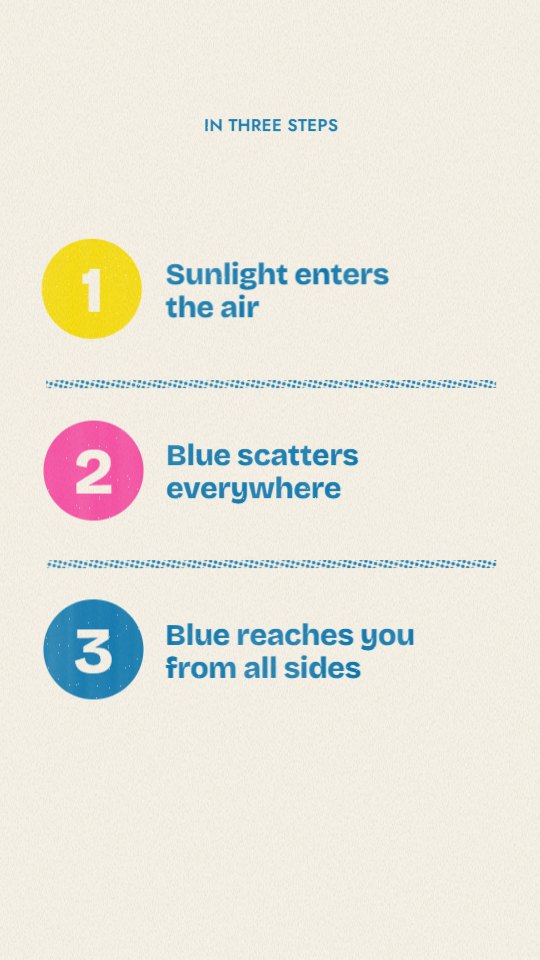 IN THREE STEPS
1
Sunlight enters
the air
2
Blue scatters
everywhere
3
Blue reaches you
from all sides